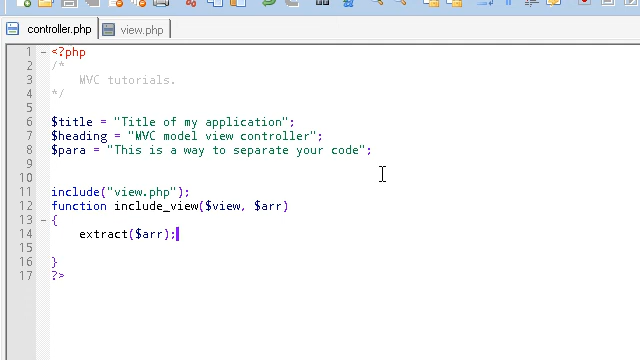 controller.php view.php
1 <?php
2 /*
3 MVC tutorials.
4 */
5
6 $title = "Title of my application";
7 $heading = "MVC model view controller";
8 $para = "This is a way to separate your code";
9
10
11 include("view.php");
12 function include_view($view, $arr)
13 {
14 extract($arr);
15
16 }
17 ?>